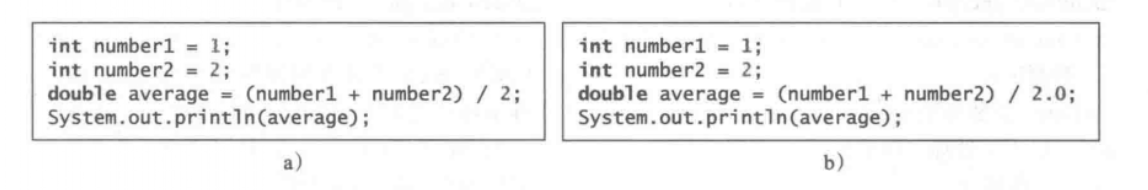 int number1 = 1;
int number2 = 2;
double average = (number1 + number2) / 2;
System.out.println(average);
a)
int number1 = 1;
int number2 = 2;
double average = (number1 + number2) / 2.0;
System.out.println(average);
b)